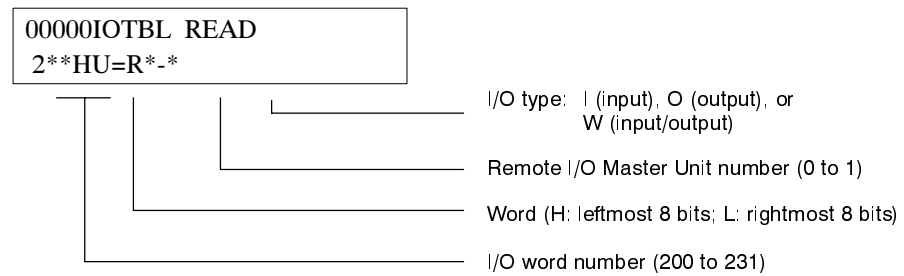 00000IOTBL READ
2**HU=R*-*
I/O type: I (input), O (output), or
W (input/output)
Remote I/O Master Unit number (0 to 1)
Word (H: leftmost 8 bits; L: rightmost 8 bits)
I/O word number (200 to 231)